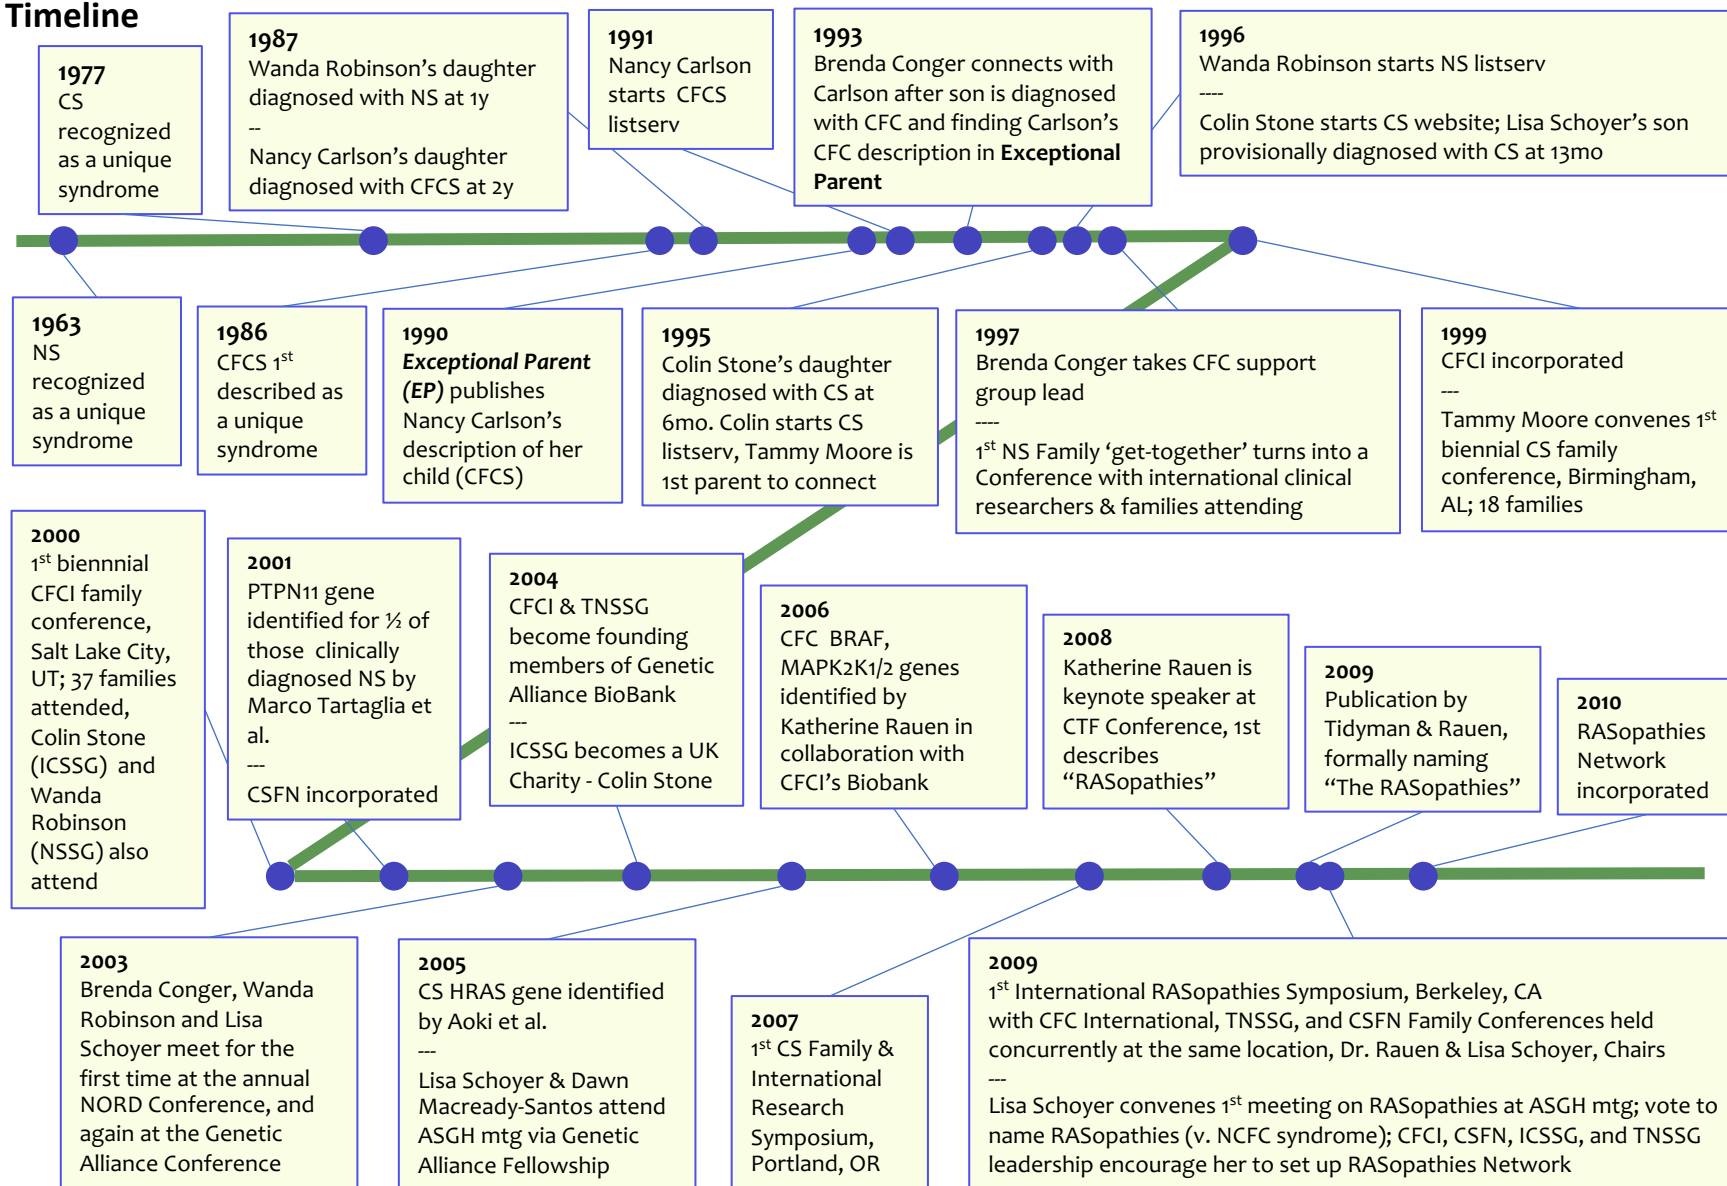 Timeline
1977
CS
recognized
as a unique
syndrome
1987
Wanda Robinson's daughter
diagnosed with NS at 1y
--
Nancy Carlson's daughter
diagnosed with CFCS at 2y
1991
Nancy Carlson
starts CFCS
listserv
1993
Brenda Conger connects with
Carlson after son is diagnosed
with CFC and finding Carlson's
CFC description in Exceptional
Parent
1996
Wanda Robinson starts NS listserv
----
Colin Stone starts CS website; Lisa Schoyer's son
provisionally diagnosed with CS at 13mo
1963
NS
recognized
as a unique
syndrome
1986
CFCS 1st
described as
a unique
syndrome
1990
Exceptional Parent
(EP) publishes
Nancy Carlson's
description of her
child (CFCS)
1995
Colin Stone's daughter
diagnosed with CS at
6mo. Colin starts CS
listserv, Tammy Moore is
1st parent to connect
1997
Brenda Conger takes CFC support
group lead
----
1st NS Family 'get-together' turns into a
Conference with international clinical
researchers & families attending
1999
CFCI incorporated
---
Tammy Moore convenes 1st
biennial CS family
conference, Birmingham,
AL; 18 families
2000
1st biennnial
CFCI family
conference,
Salt Lake City,
UT; 37 families
attended,
Colin Stone
(ICSSG) and
Wanda
Robinson
(NSSG) also
attend
2001
PTPN11 gene
identified for ½ of
those clinically
diagnosed NS by
Marco Tartaglia et
al.
---
CSFN incorporated
2004
CFCI & TNSSG
become founding
members of Genetic
Alliance BioBank
---
ICSSG becomes a UK
Charity - Colin Stone
2006
CFC BRAF,
MAPK2K1/2 genes
identified by
Katherine Rauen in
collaboration with
CFCI's Biobank
2008
Katherine Rauen is
keynote speaker at
CTF Conference, 1st
describes
"RASopathies"
2009
Publication by
Tidyman & Rauen,
formally naming
"The RASopathies"
2010
RASopathies
Network
incorporated
2003
Brenda Conger, Wanda
Robinson and Lisa
Schoyer meet for the
first time at the annual
NORD Conference, and
again at the Genetic
Alliance Conference
2005
CS HRAS gene identified
by Aoki et al.
---
Lisa Schoyer & Dawn
Macready-Santos attend
ASGH mtg via Genetic
Alliance Fellowship
2007
1st CS Family &
International
Research
Symposium,
Portland, OR
2009
1st International RASopathies Symposium, Berkeley, CA
with CFC International, TNSSG, and CSFN Family Conferences held
concurrently at the same location, Dr. Rauen & Lisa Schoyer, Chairs
---
Lisa Schoyer convenes 1st meeting on RASopathies at ASGH mtg; vote to
name RASopathies (v. NCFC syndrome); CFCI, CSFN, ICSSG, and TNSSG
leadership encourage her to set up RASopathies Network